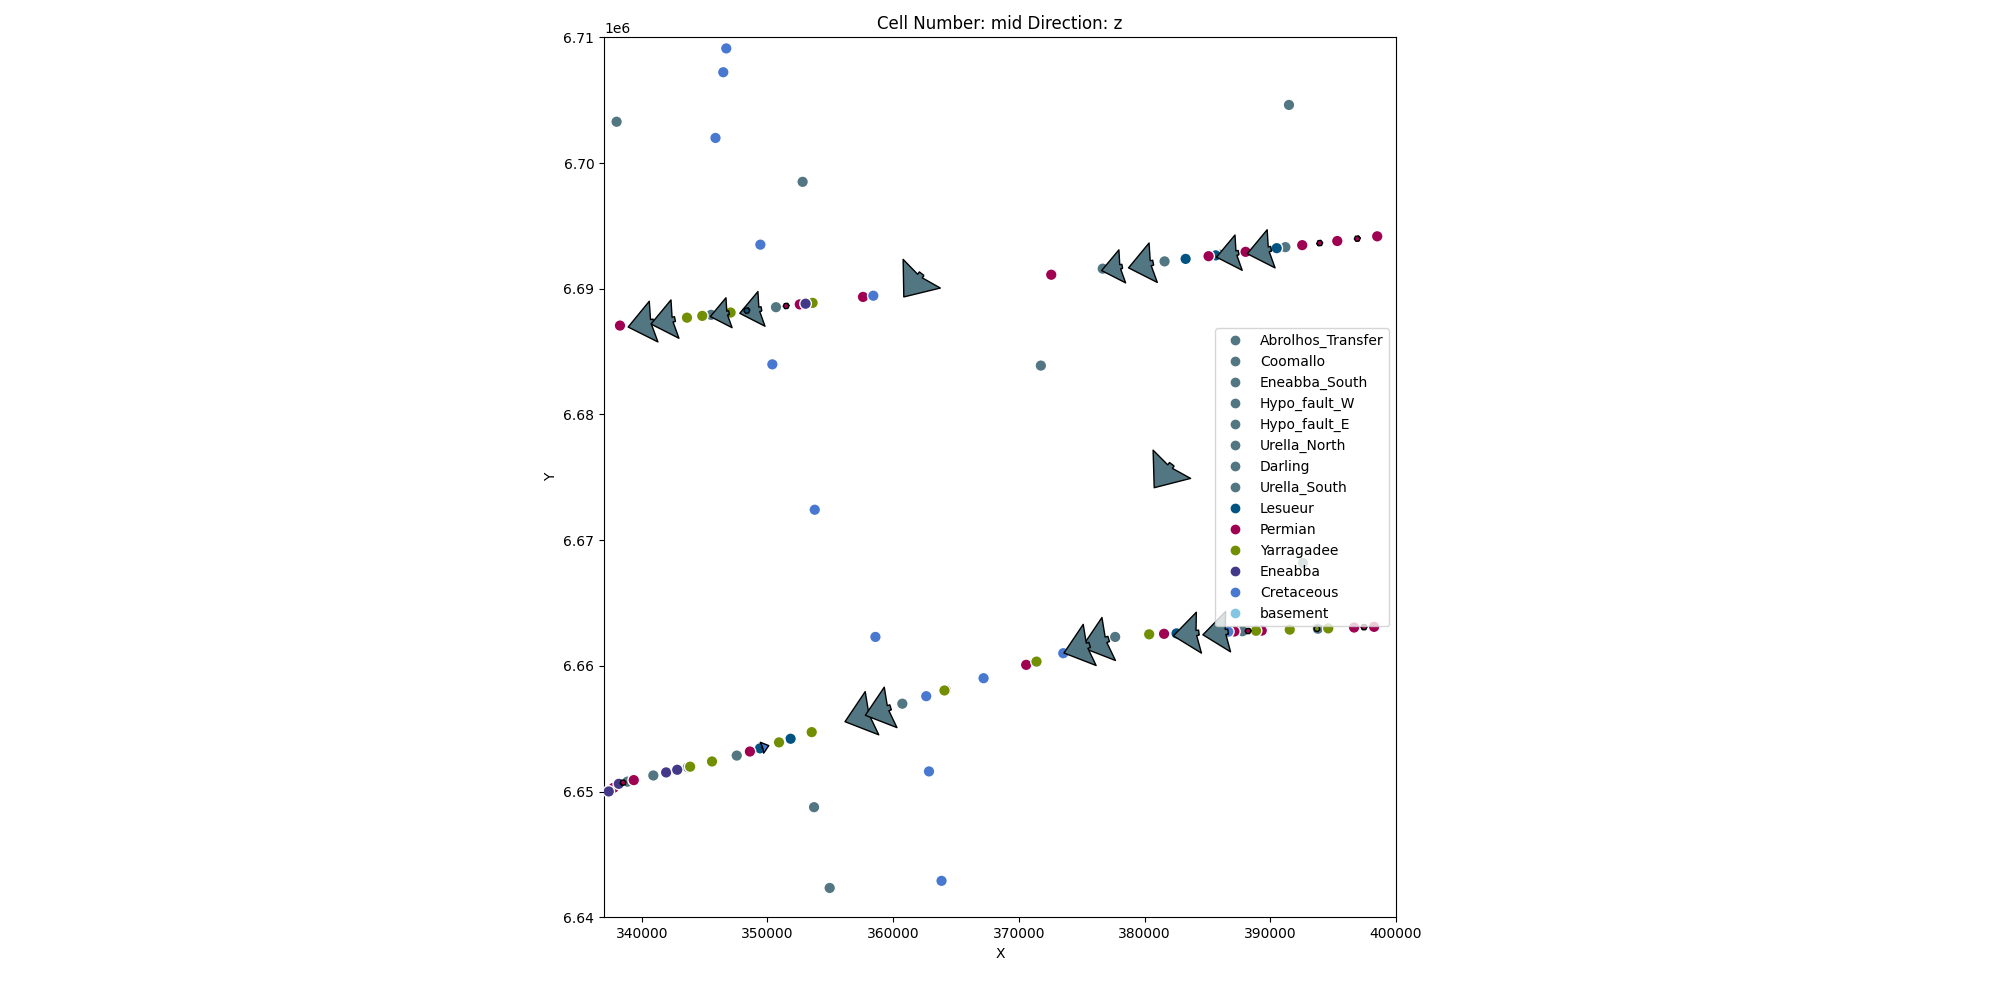 Cell Number: mid Direction: z
1e6
6.71
6.70
6.69
6.68
6.67
6.66
6.65
6.64
Y
Abrolhos_Transfer
Coomallo
Eneabba_South
Hypo_fault_W
Hypo_fault_E
Urella_North
Darling
Urella_South
Lesueur
Permian
Yarragadee
Eneabba
Cretaceous
basement
340000 350000 360000 370000 380000 390000 400000
X